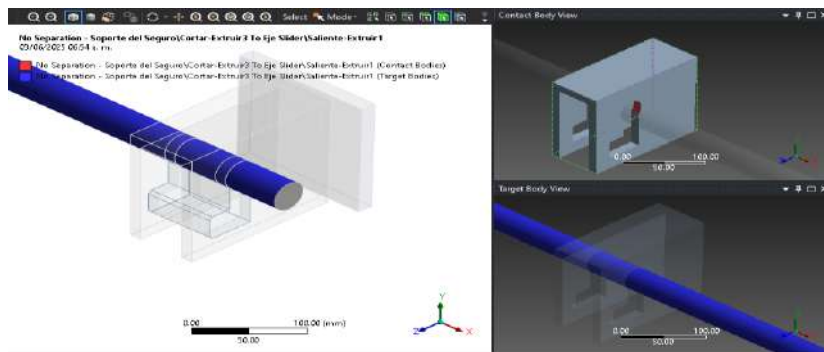 Select Mode
Contact Body View
No Separation - Soporte del Seguro\Cortar-Extruir3 To Eje Slider\Saliente-Extruir1
03/06/2025 06:54 a. m.
No Separation - Soporte del Seguro\Cortar-Extruir3 To Eje Slider\Saliente-Extruir1 (Contact Bodies)
No Separation - Soporte del Seguro\Cortar-Extruir3 To Eje Slider\Saliente-Extruir1 (Target Bodies)
0.00 100.00
50.00
Target Body View
Y
Z X
0.00 100.00 (mm)
50.00
0.00 100.00
50.00